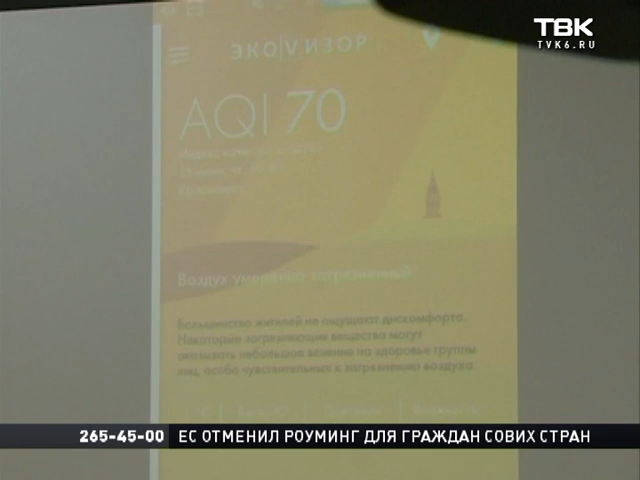 ТВК
TVK6.RU
ЭКО|VИЗОР
AQI 70
Воздух умеренно загрязненный
Большинство жителей не ощущают дискомфорта.
Некоторые загрязняющие вещества могут
оказывать небольшое влияние на здоровье группы
лиц, особо чувствительных к загрязнению воздуха.
265-45-00 ЕС ОТМЕНИЛ РОУМИНГ ДЛЯ ГРАЖДАН СОВИХ СТРАН